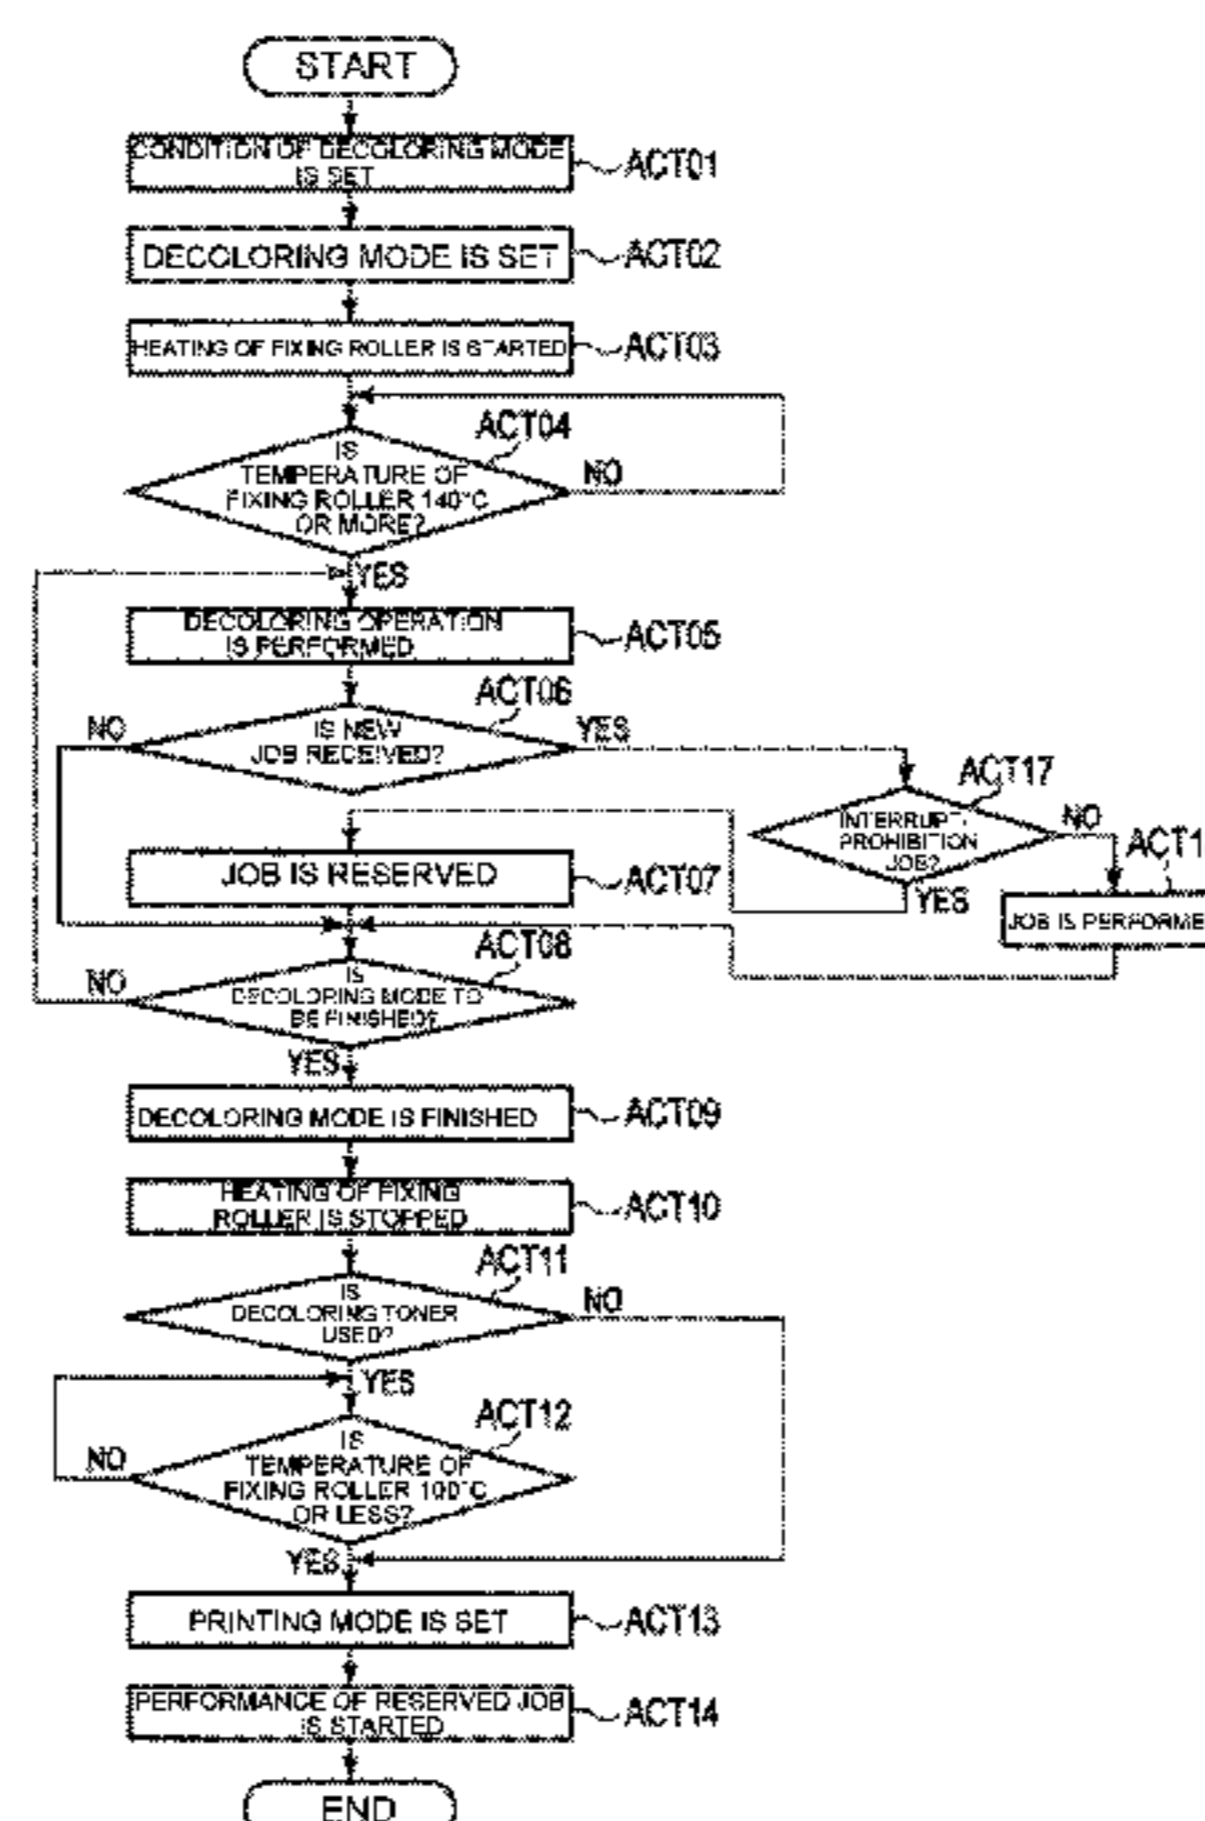 START
CONDITION OF DECOLORING MODE
IS SET
ACT01
DECOLORING MODE IS SET
ACT02
HEATING OF FIXING ROLLER IS STARTED
ACT03
ACT04
IS
TEMPERATURE OF
FIXING ROLLER 140°C
OR MORE?
NO
YES
DECOLORING OPERATION
IS PERFORMED
ACT05
ACT06
NO
IS NEW
JOB RECEIVED?
YES
ACT17
INTERRUPT-
PROHIBITION
JOB?
NO
ACT1
YES
JOB IS PERFORME
JOB IS RESERVED
ACT07
ACT08
NO
IS
DECOLORING MODE TO
BE FINISHED?
YES
DECOLORING MODE IS FINISHED
ACT09
HEATING OF FIXING
ROLLER IS STOPPED
ACT10
ACT11
IS
DECOLORING TONER
USED?
NO
YES
ACT12
NO
IS
TEMPERATURE OF
FIXING ROLLER 100°C
OR LESS?
YES
PRINTING MODE IS SET
ACT13
PERFORMANCE OF RESERVED JOB
IS STARTED
ACT14
END